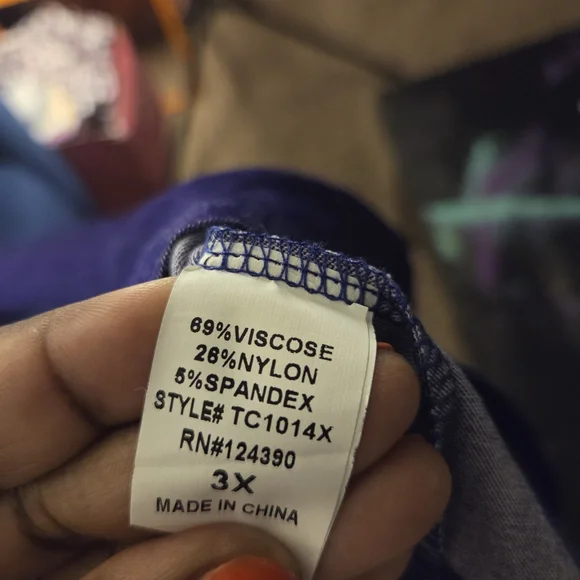 69%VISCOSE
26%NYLON
5%SPANDEX
STYLE# TC1014X
RN#124390
3X
MADE IN CHINA